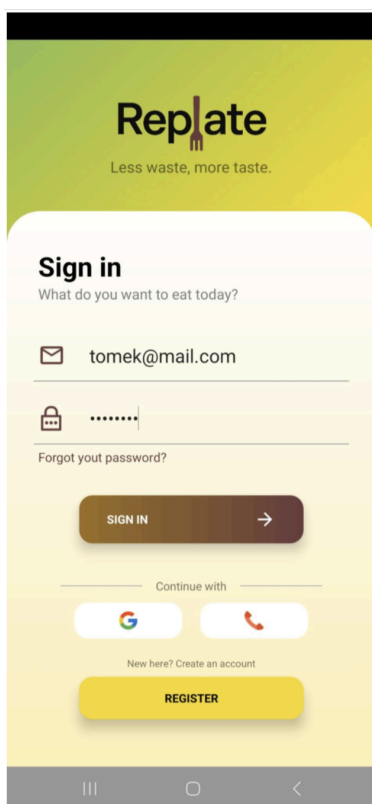 Replate
Less waste, more taste.
Sign in
What do you want to eat today?
tomek@mail.com
••••••••
Forgot yout password?
SIGN IN
Continue with
New here? Create an account
REGISTER